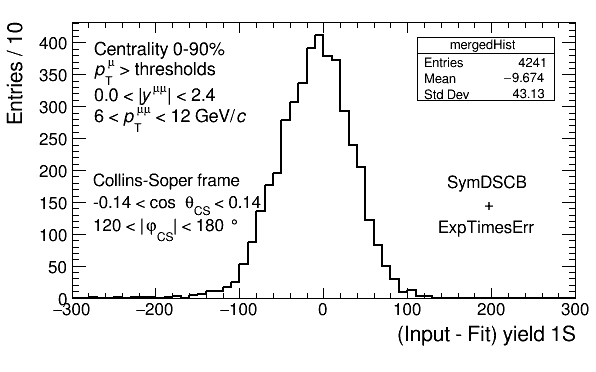 Entries / 10
400
350
300
250
200
150
100
50
0
Centrality 0-90%
p_T^μ > thresholds
0.0 < |y^μμ| < 2.4
6 < p_T^μμ < 12 GeV/c
Collins-Soper frame
-0.14 < cos θ_CS < 0.14
120 < |φ_CS| < 180 °
mergedHist
Entries 4241
Mean −9.674
Std Dev 43.13
SymDSCB
+
ExpTimesErr
−300 −200 −100 0 100 200 300
(Input - Fit) yield 1S